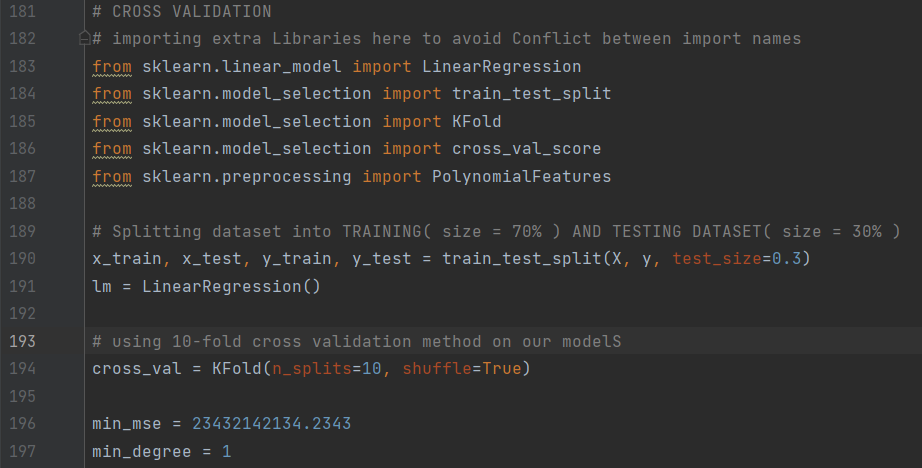 181 # CROSS VALIDATION
182 # importing extra Libraries here to avoid Conflict between import names
183 from sklearn.linear_model import LinearRegression
184 from sklearn.model_selection import train_test_split
185 from sklearn.model_selection import KFold
186 from sklearn.model_selection import cross_val_score
187 from sklearn.preprocessing import PolynomialFeatures
188
189 # Splitting dataset into TRAINING( size = 70% ) AND TESTING DATASET( size = 30% )
190 x_train, x_test, y_train, y_test = train_test_split(X, y, test_size=0.3)
191 lm = LinearRegression()
192
193 # using 10-fold cross validation method on our modelS
194 cross_val = KFold(n_splits=10, shuffle=True)
195
196 min_mse = 23432142134.2343
197 min_degree = 1